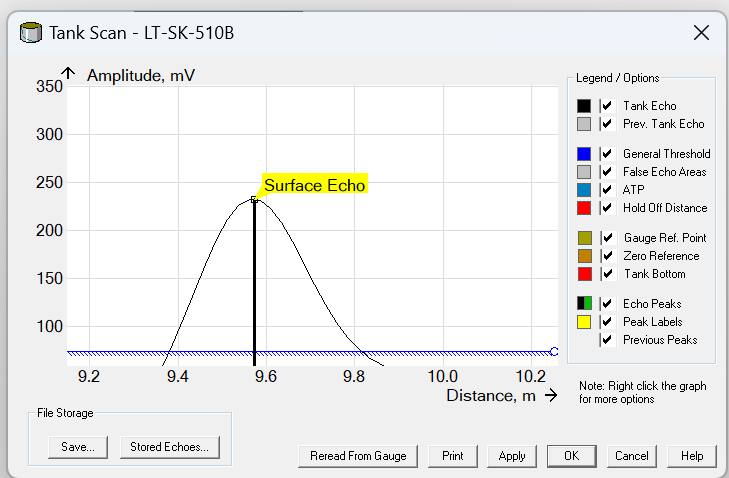 Tank Scan - LT-SK-510B
Amplitude, mV
350
300
250
200
150
100
Surface Echo
9.2 9.4 9.6 9.8 10.0 10.2
Distance, m
Legend / Options
Tank Echo
Prev. Tank Echo
General Threshold
False Echo Areas
ATP
Hold Off Distance
Gauge Ref. Point
Zero Reference
Tank Bottom
Echo Peaks
Peak Labels
Previous Peaks
Note: Right click the graph
for more options
File Storage
Save...
Stored Echoes...
Reread From Gauge
Print
Apply
OK
Cancel
Help